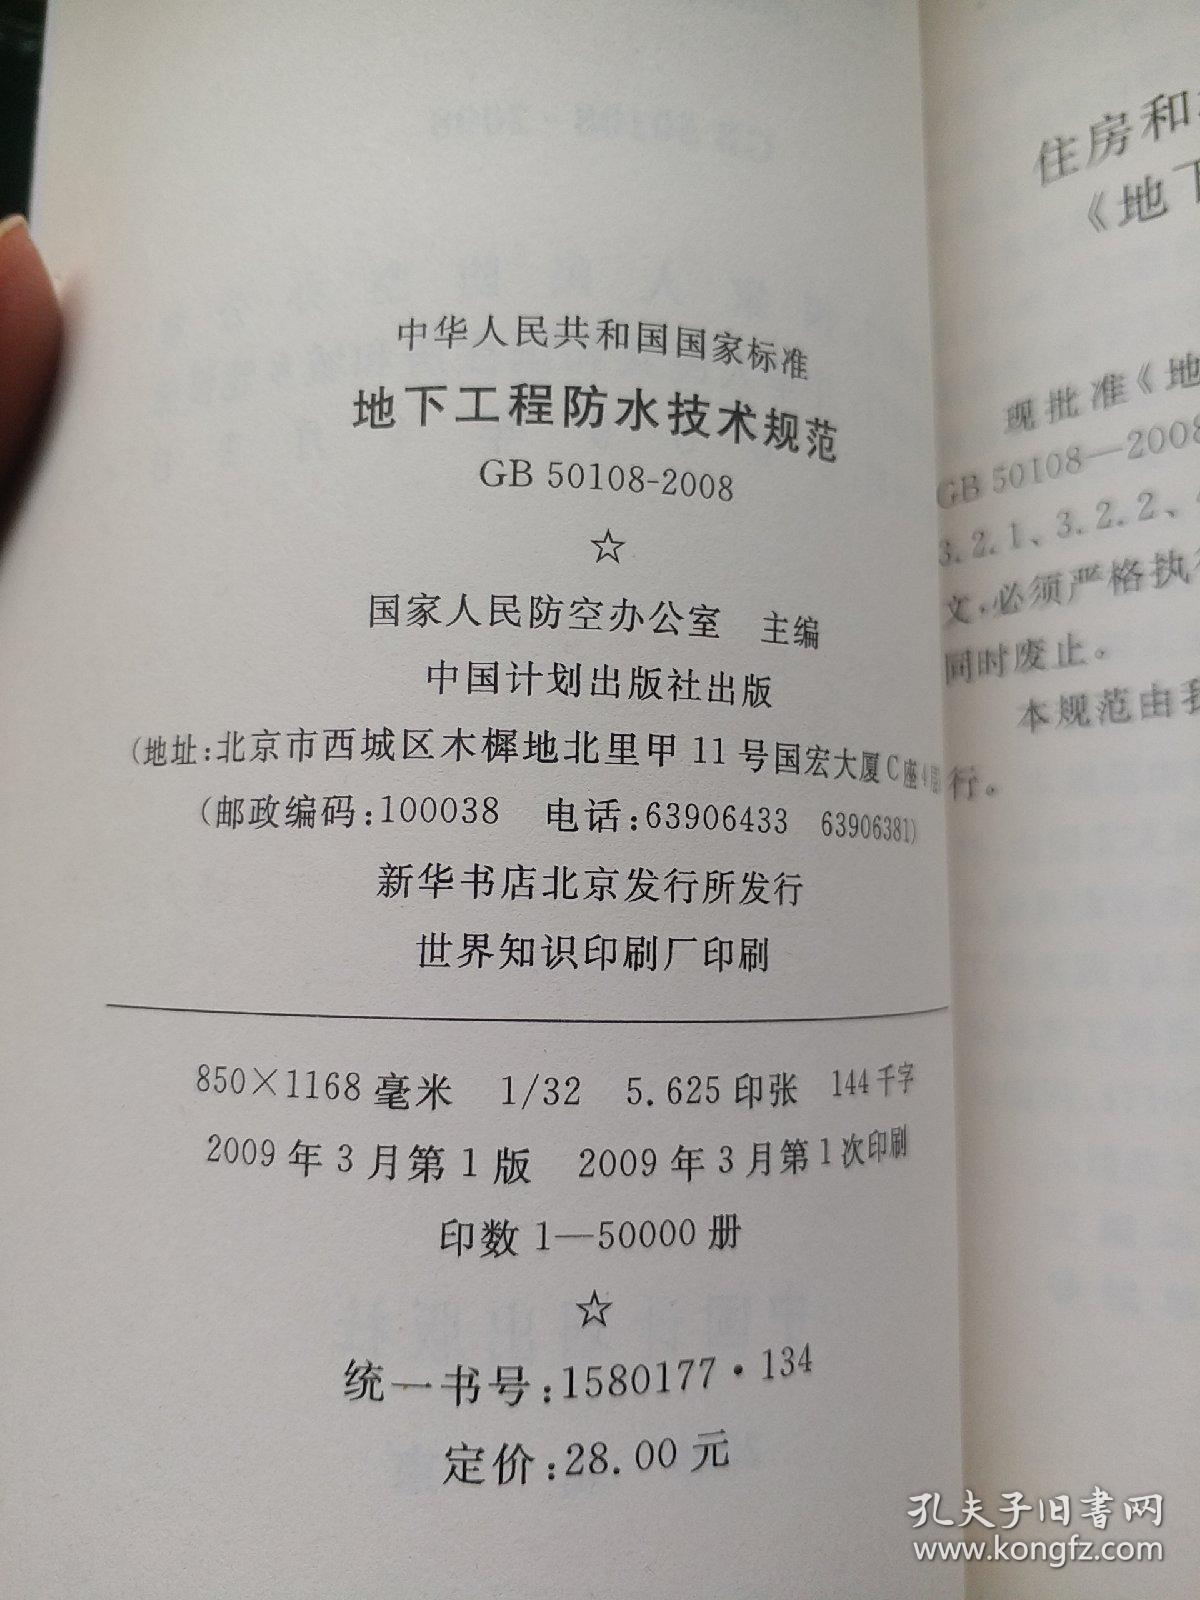 中华人民共和国国家标准
地下工程防水技术规范
GB 50108-2008
☆
国家人民防空办公室 主编
中国计划出版社出版
(地址:北京市西城区木樨地北里甲11号国宏大厦C座4层)
(邮政编码:100038 电话:63906433 63906381)
新华书店北京发行所发行
世界知识印刷厂印刷
850×1168毫米 1/32 5.625印张 144千字
2009年3月第1版 2009年3月第1次印刷
印数1—50000册
☆
统一书号:1580177·134
定价:28.00元
住房和
《地下
现批准《地
GB 50108—2008
3.2.1、3.2.2、
文,必须严格执行
同时废止。
本规范由我
行。
孔夫子旧书网
www.kongfz.com